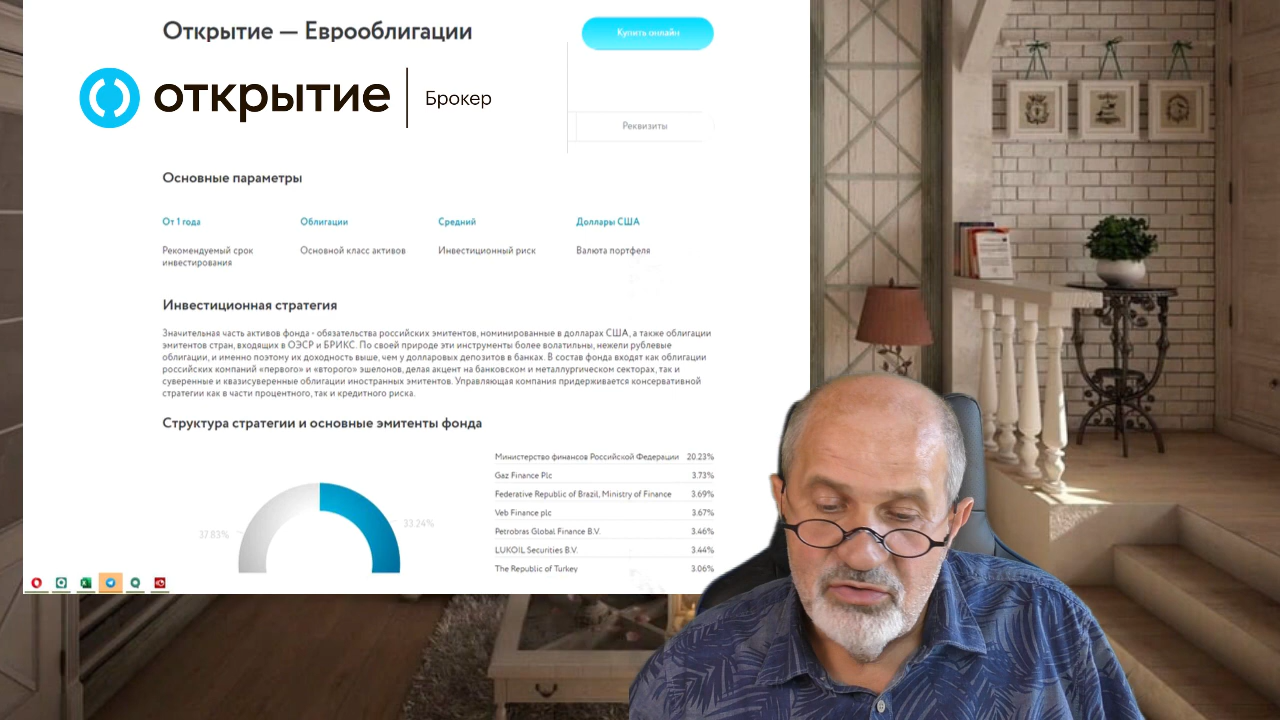 Открытие — Еврооблигации
Купить онлайн
открытие
Брокер
Реквизиты
Основные параметры
От 1 года
Облигации
Средний
Доллары США
Рекомендуемый срок
инвестирования
Основной класс активов
Инвестиционный риск
Валюта портфеля
Инвестиционная стратегия
Значительная часть активов фонда - обязательства российских эмитентов, номинированные в долларах США, а также облигации
эмитентов стран, входящих в ОЭСР и БРИКС. По своей природе эти инструменты более волатильны, нежели рублевые
облигации, и именно поэтому их доходность выше, чем у долларовых депозитов в банках. В состав фонда входят как облигации
российских компаний «первого» и «второго» эшелонов, делая акцент на банковском и металлургическом секторах, так и
суверенные и квазисуверенные облигации иностранных эмитентов. Управляющая компания придерживается консервативной
стратегии как в части процентного, так и кредитного риска.
Структура стратегии и основные эмитенты фонда
Министерство финансов Российской Федерации 20.23%
Gaz Finance Plc 3.73%
Federative Republic of Brazil, Ministry of Finance 3.69%
Veb Finance plc 3.67%
Petrobras Global Finance B.V. 3.46%
LUKOIL Securities B.V. 3.44%
The Republic of Turkey 3.06%
37.83%
33.24%